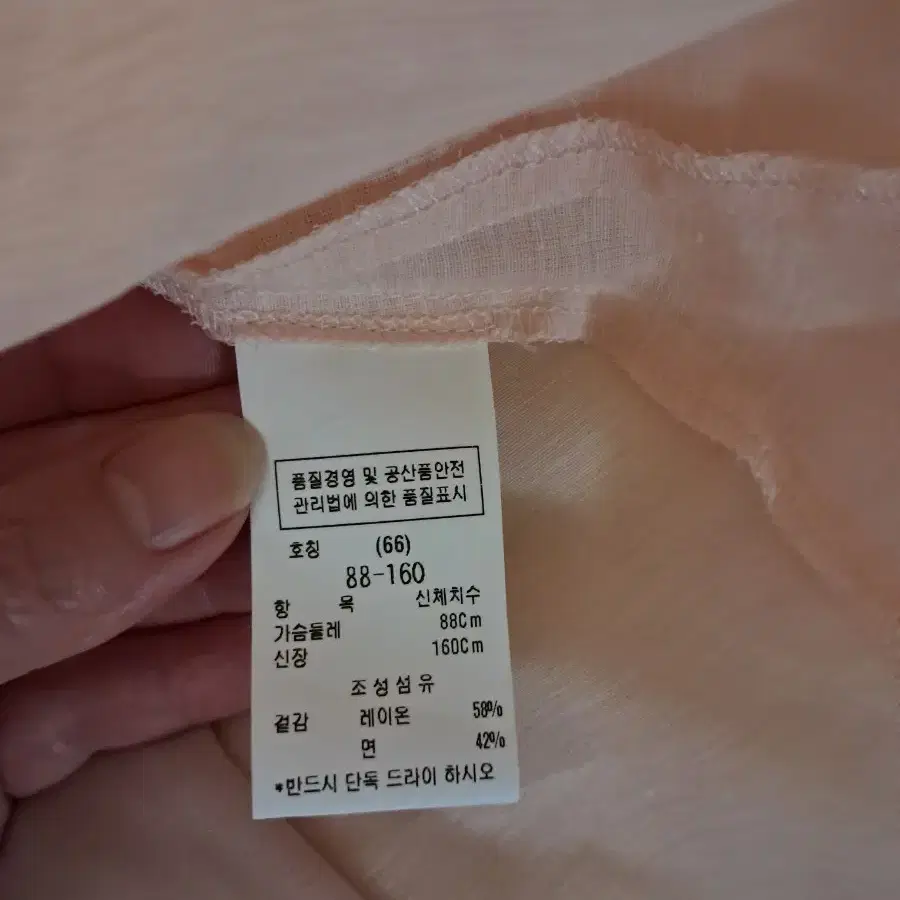 품질경영 및 공산품안전
관리법에 의한 품질표시
호칭 (66)
88-160
항 목 신체치수
가슴둘레 88Cm
신장 160Cm
조성섬유
겉감 레이온 58%
면 42%
*반드시 단독 드라이 하시오